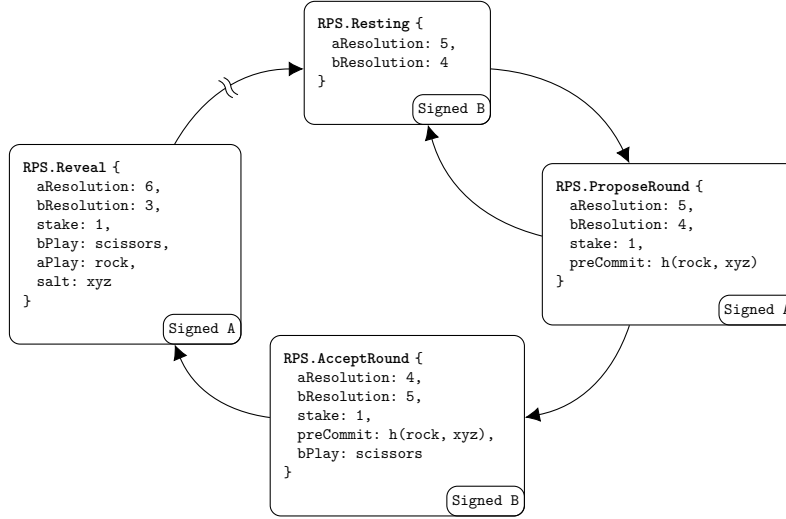 RPS.Resting {
aResolution: 5,
bResolution: 4
}
Signed B
RPS.ProposeRound {
aResolution: 5,
bResolution: 4,
stake: 1,
preCommit: h(rock, xyz)
}
Signed A
RPS.AcceptRound {
aResolution: 4,
bResolution: 5,
stake: 1,
preCommit: h(rock, xyz),
bPlay: scissors
}
Signed B
RPS.Reveal {
aResolution: 6,
bResolution: 3,
stake: 1,
bPlay: scissors,
aPlay: rock,
salt: xyz
}
Signed A